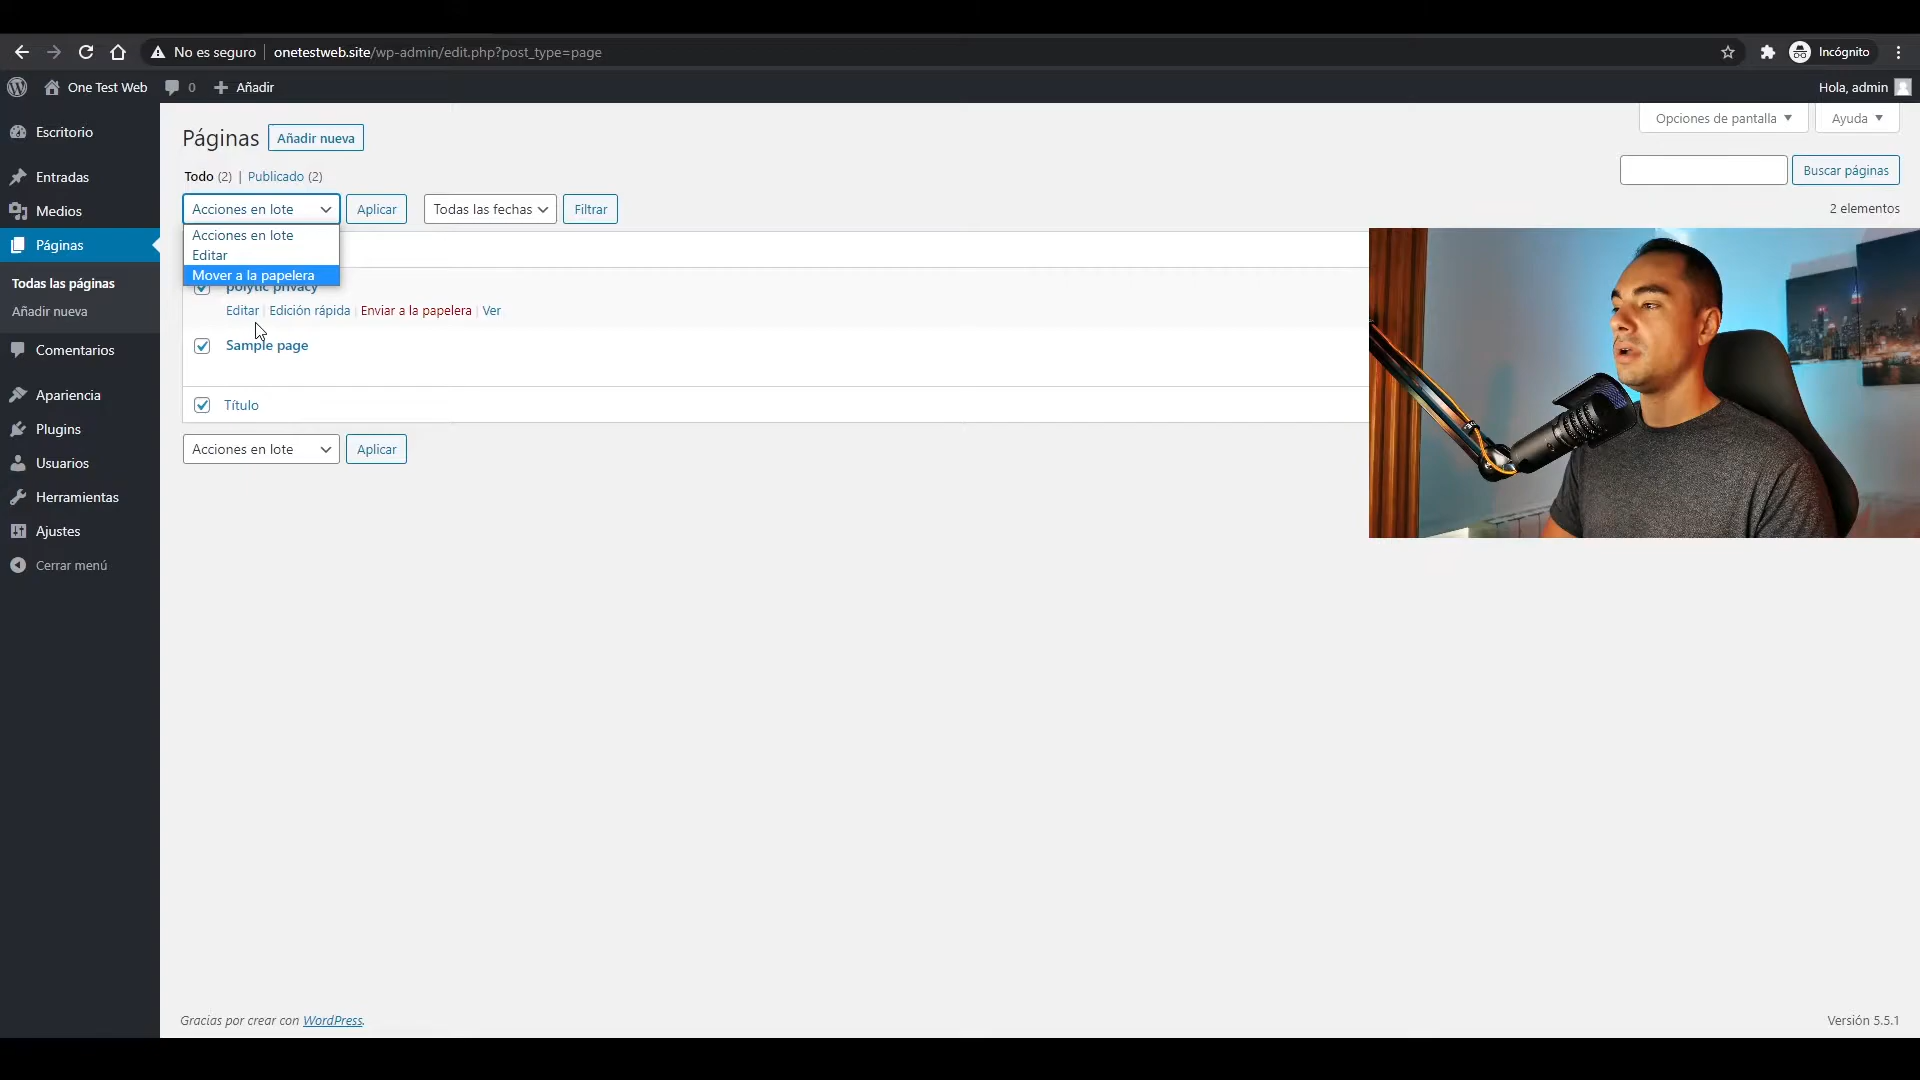 No es seguro onetestweb.site/wp-admin/edit.php?post_type=page Incógnito
One Test Web 0 Añadir Hola, admin
Opciones de pantalla Ayuda
Escritorio
Entradas
Medios
Páginas
Todas las páginas
Añadir nueva
Comentarios
Apariencia
Plugins
Usuarios
Herramientas
Ajustes
Cerrar menú
Páginas Añadir nueva
Todo (2) | Publicado (2)
Buscar páginas
Acciones en lote Aplicar Todas las fechas Filtrar 2 elementos
Acciones en lote
Editar
Mover a la papelera
polytic privacy
Editar | Edición rápida | Enviar a la papelera | Ver
Sample page
Título
Acciones en lote Aplicar
Gracias por crear con WordPress. Versión 5.5.1